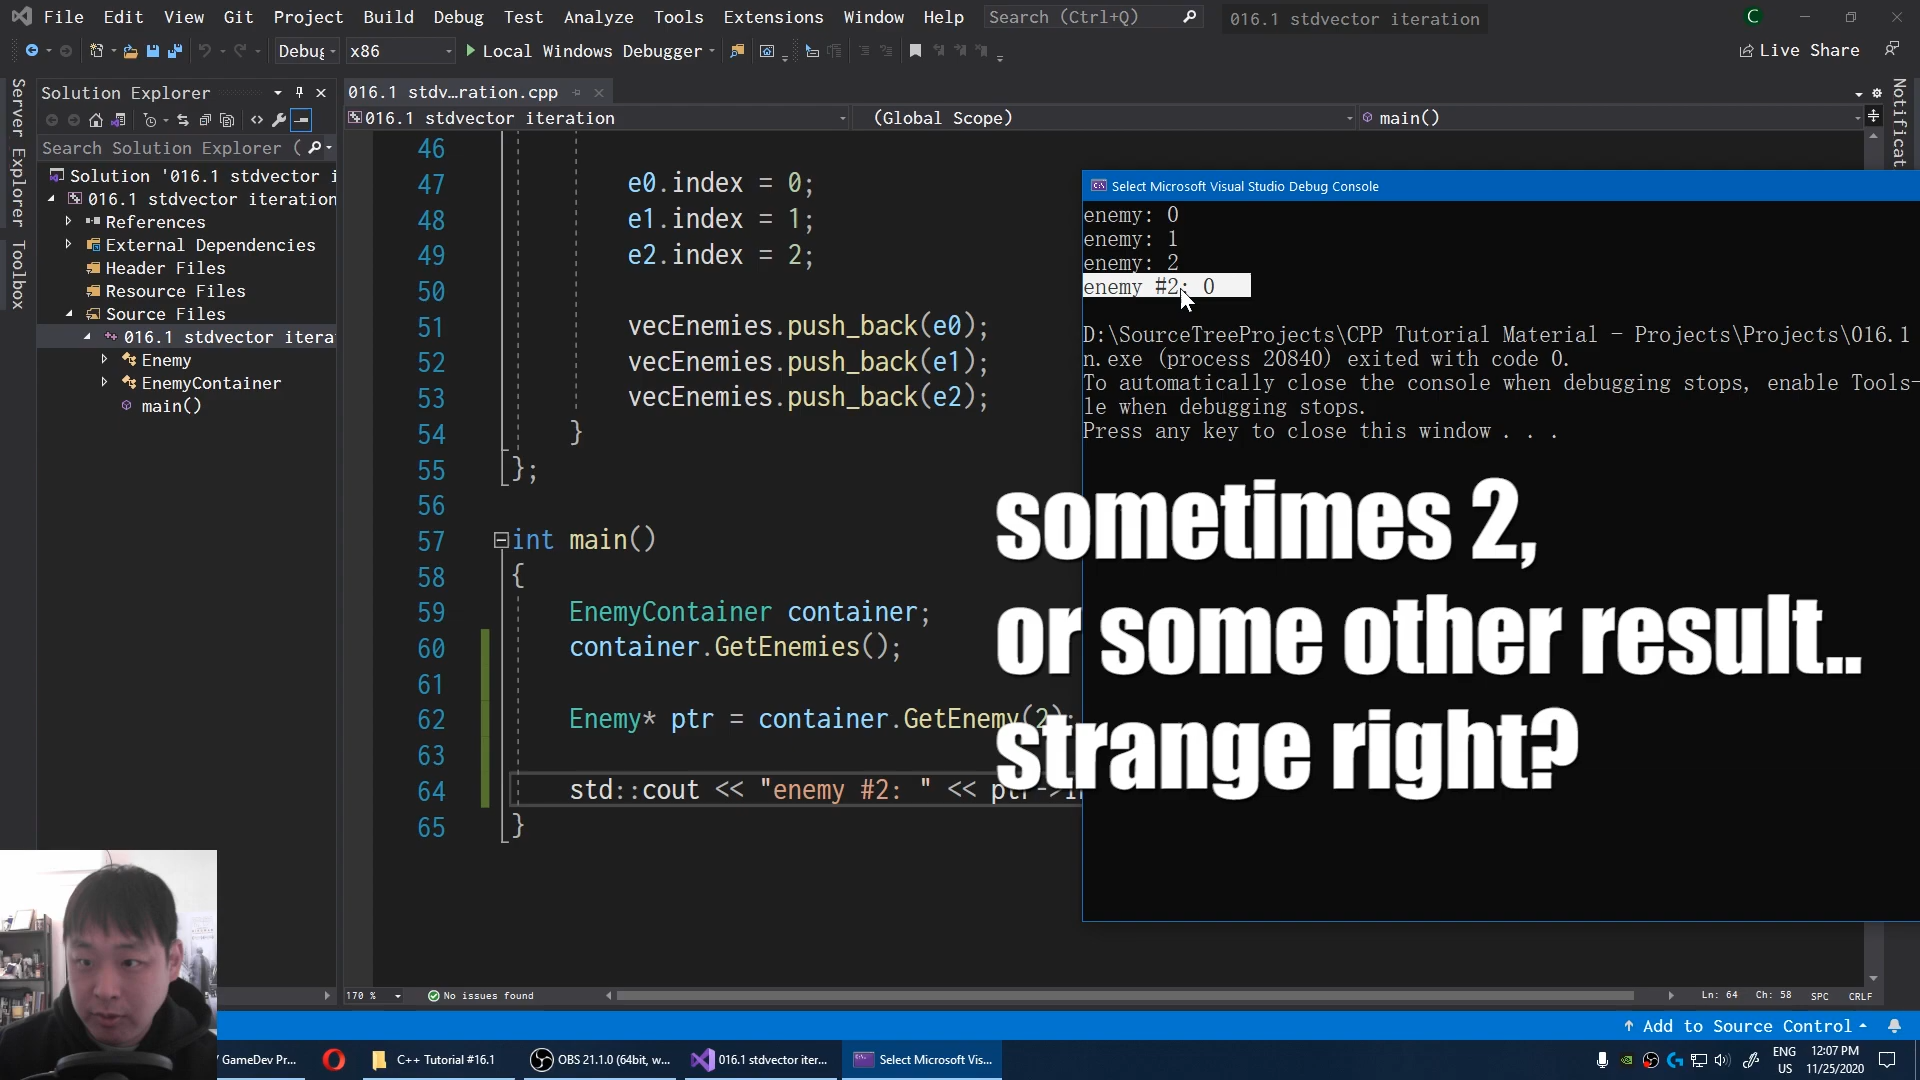 File Edit View Git Project Build Debug Test Analyze Tools Extensions Window Help Search (Ctrl+Q) 016.1 stdvector iteration C
Debug x86 Local Windows Debugger Live Share
Server Explorer
Toolbox
Notificat
Solution Explorer
Search Solution Explorer (
Solution '016.1 stdvector i
016.1 stdvector iteration
References
External Dependencies
Header Files
Resource Files
Source Files
016.1 stdvector itera
Enemy
EnemyContainer
main()
016.1 stdv…ration.cpp
016.1 stdvector iteration (Global Scope) main()
46
47 e0.index = 0;
48 e1.index = 1;
49 e2.index = 2;
50
51 vecEnemies.push_back(e0);
52 vecEnemies.push_back(e1);
53 vecEnemies.push_back(e2);
54 }
55 };
56
57 int main()
58 {
59 EnemyContainer container;
60 container.GetEnemies();
61
62 Enemy* ptr = container.GetEnemy(2);
63
64 std::cout << "enemy #2: " << ptr->i
65 }
Select Microsoft Visual Studio Debug Console
enemy: 0
enemy: 1
enemy: 2
enemy #2: 0
D:\SourceTreeProjects\CPP Tutorial Material - Projects\Projects\016.1
n.exe (process 20840) exited with code 0.
To automatically close the console when debugging stops, enable Tools-
le when debugging stops.
Press any key to close this window . . .
sometimes 2,
or some other result..
strange right?
170 % No issues found Ln: 64 Ch: 58 SPC CRLF
Add to Source Control
GameDev Pr... C++ Tutorial #16.1 OBS 21.1.0 (64bit, w... 016.1 stdvector iter... Select Microsoft Vis...
ENG
US
12:07 PM
11/25/2020